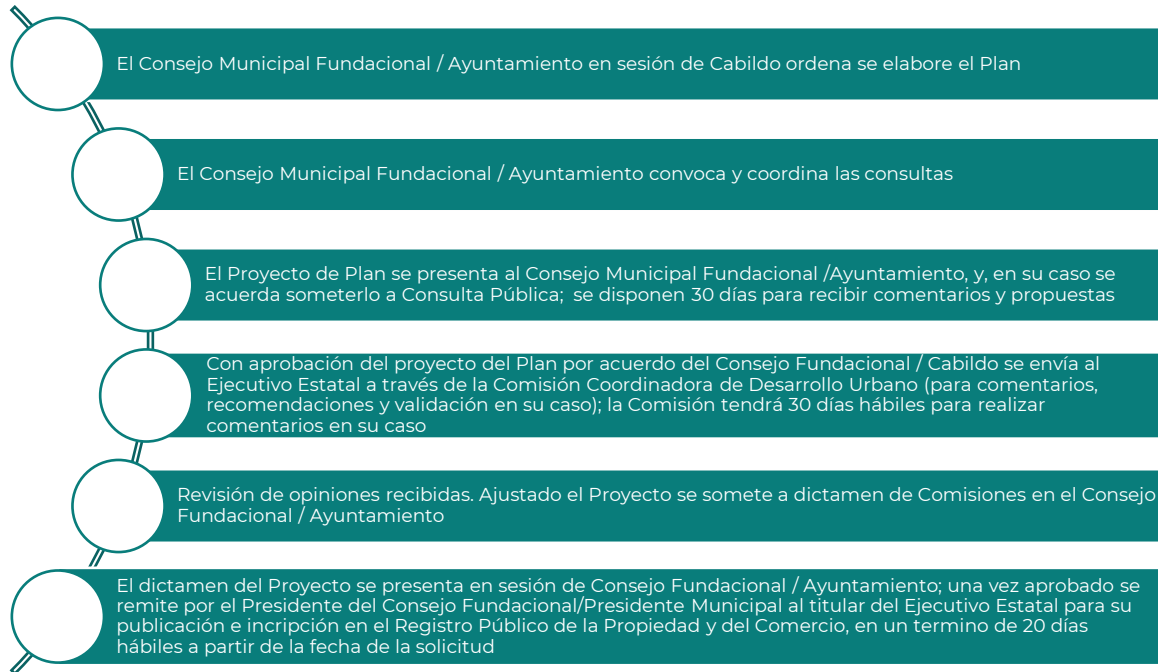 El Consejo Municipal Fundacional / Ayuntamiento en sesión de Cabildo ordena se elabore el Plan
El Consejo Municipal Fundacional / Ayuntamiento convoca y coordina las consultas
El Proyecto de Plan se presenta al Consejo Municipal Fundacional /Ayuntamiento, y, en su caso se
acuerda someterlo a Consulta Pública; se disponen 30 días para recibir comentarios y propuestas
Con aprobación del proyecto del Plan por acuerdo del Consejo Fundacional / Cabildo se envía al
Ejecutivo Estatal a través de la Comisión Coordinadora de Desarrollo Urbano (para comentarios,
recomendaciones y validación en su caso); la Comisión tendrá 30 días hábiles para realizar
comentarios en su caso
Revisión de opiniones recibidas. Ajustado el Proyecto se somete a dictamen de Comisiones en el Consejo
Fundacional / Ayuntamiento
El dictamen del Proyecto se presenta en sesión de Consejo Fundacional / Ayuntamiento; una vez aprobado se
remite por el Presidente del Consejo Fundacional/Presidente Municipal al titular del Ejecutivo Estatal para su
publicación e incripción en el Registro Público de la Propiedad y del Comercio, en un termino de 20 días
hábiles a partir de la fecha de la solicitud